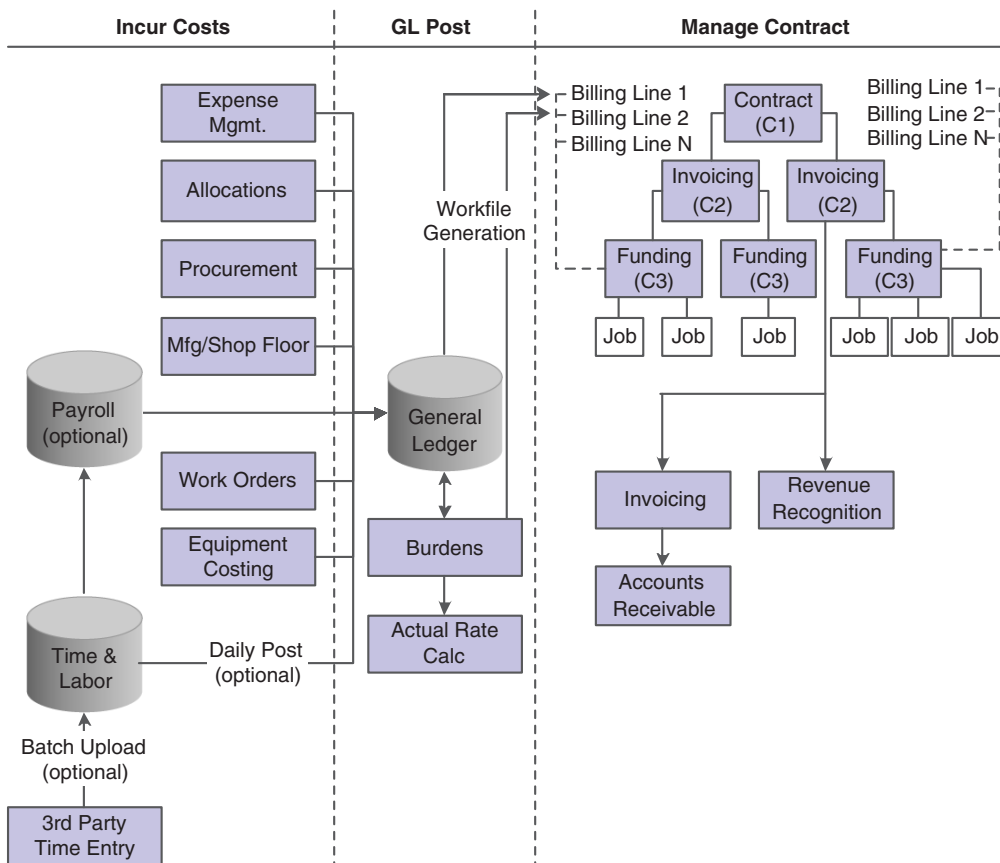 Incur Costs
GL Post
Manage Contract
Expense
Mgmt.
Allocations
Procurement
Mfg/Shop Floor
Payroll
(optional)
Work Orders
Equipment
Costing
Time &
Labor
Daily Post
(optional)
Batch Upload
(optional)
3rd Party
Time Entry
General
Ledger
Burdens
Actual Rate
Calc
Workfile
Generation
Billing Line 1
Billing Line 2
Billing Line N
Contract
(C1)
Billing Line 1
Billing Line 2
Billing Line N
Invoicing
(C2)
Invoicing
(C2)
Funding
(C3)
Funding
(C3)
Funding
(C3)
Job
Job
Job
Job
Job
Job
Invoicing
Revenue
Recognition
Accounts
Receivable